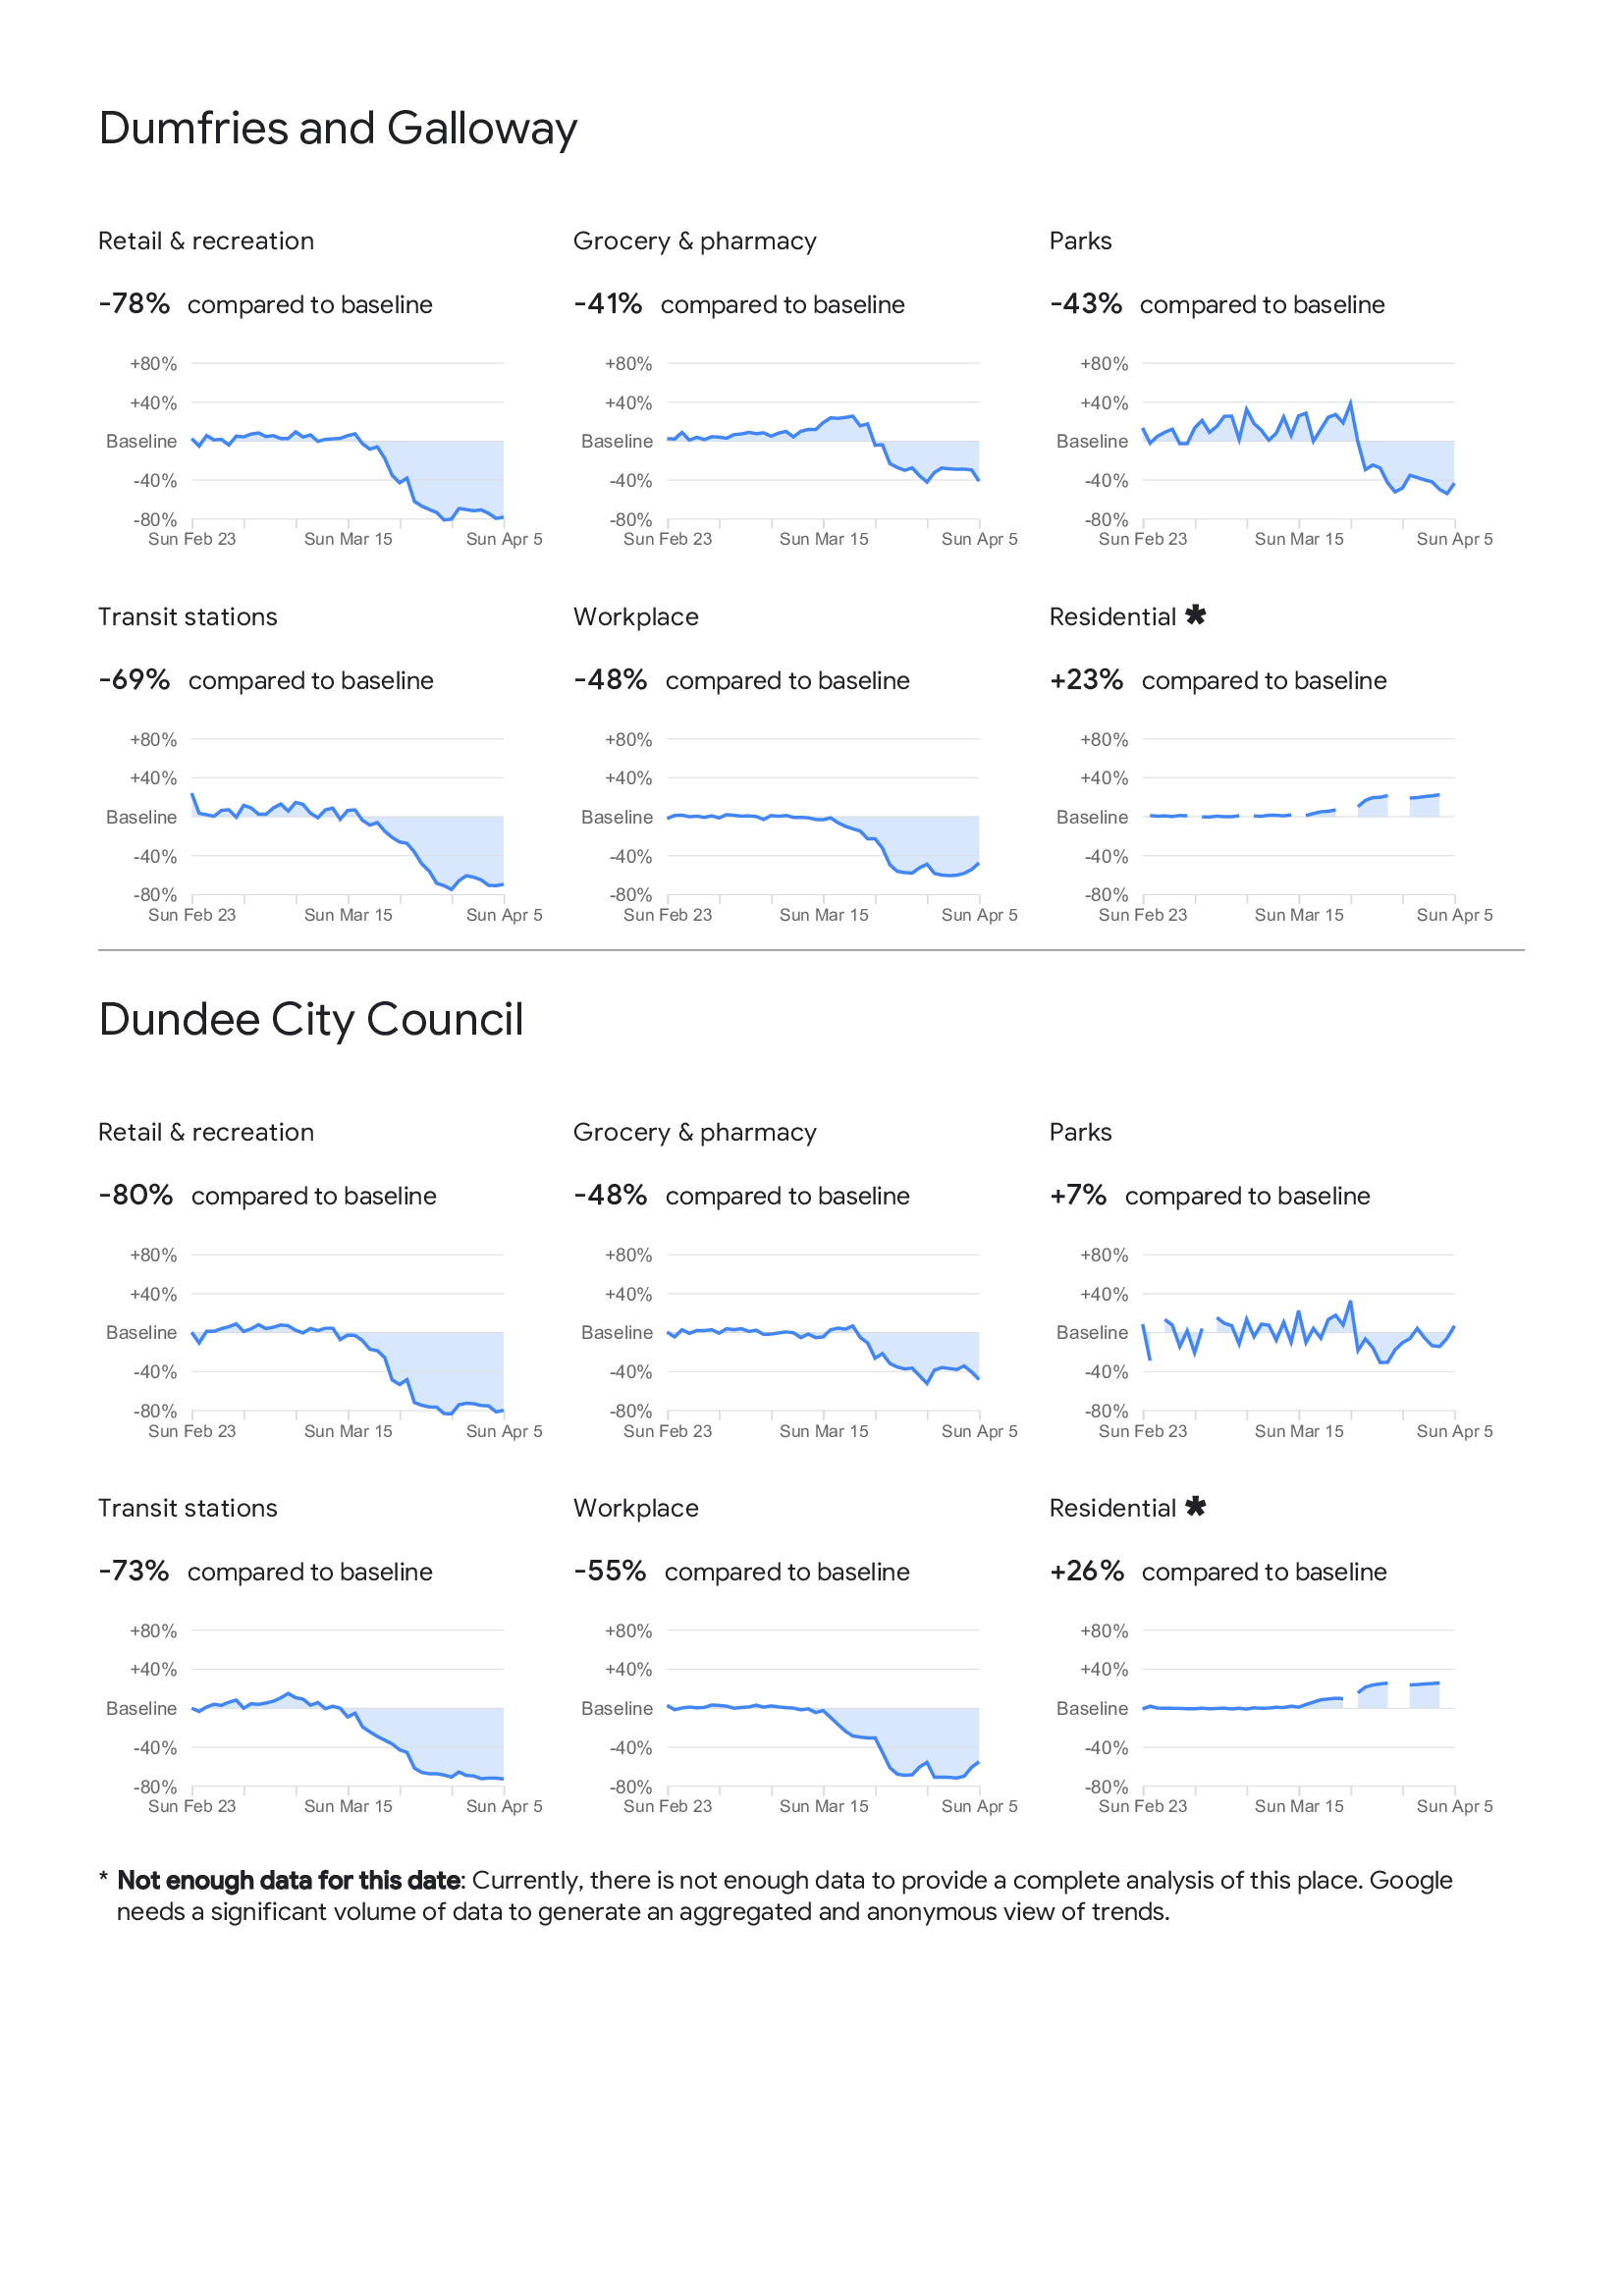 Dumfries and Galloway
Retail & recreation
Grocery & pharmacy
Parks
-78% compared to baseline
-41% compared to baseline
-43% compared to baseline
+80%
+40%
Baseline
-40%
-80%
Sun Feb 23
Sun Mar 15
Sun Apr 5
+80%
+40%
Baseline
-40%
-80%
Sun Feb 23
Sun Mar 15
Sun Apr 5
+80%
+40%
Baseline
-40%
-80%
Sun Feb 23
Sun Mar 15
Sun Apr 5
Transit stations
Workplace
Residential *
-69% compared to baseline
-48% compared to baseline
+23% compared to baseline
+80%
+40%
Baseline
-40%
-80%
Sun Feb 23
Sun Mar 15
Sun Apr 5
+80%
+40%
Baseline
-40%
-80%
Sun Feb 23
Sun Mar 15
Sun Apr 5
+80%
+40%
Baseline
-40%
-80%
Sun Feb 23
Sun Mar 15
Sun Apr 5
Dundee City Council
Retail & recreation
Grocery & pharmacy
Parks
-80% compared to baseline
-48% compared to baseline
+7% compared to baseline
+80%
+40%
Baseline
-40%
-80%
Sun Feb 23
Sun Mar 15
Sun Apr 5
+80%
+40%
Baseline
-40%
-80%
Sun Feb 23
Sun Mar 15
Sun Apr 5
+80%
+40%
Baseline
-40%
-80%
Sun Feb 23
Sun Mar 15
Sun Apr 5
Transit stations
Workplace
Residential *
-73% compared to baseline
-55% compared to baseline
+26% compared to baseline
+80%
+40%
Baseline
-40%
-80%
Sun Feb 23
Sun Mar 15
Sun Apr 5
+80%
+40%
Baseline
-40%
-80%
Sun Feb 23
Sun Mar 15
Sun Apr 5
+80%
+40%
Baseline
-40%
-80%
Sun Feb 23
Sun Mar 15
Sun Apr 5
* Not enough data for this date: Currently, there is not enough data to provide a complete analysis of this place. Google
needs a significant volume of data to generate an aggregated and anonymous view of trends.